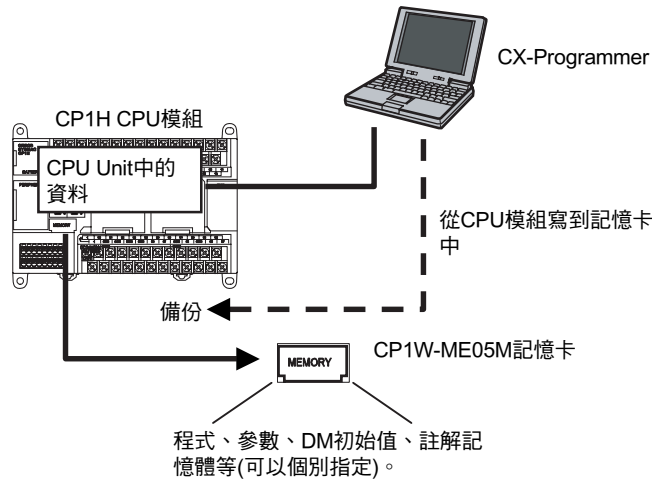 CX-Programmer
CP1H CPU模組
CPU Unit中的
資料
MEMORY
從CPU模組寫到記憶卡
中
備份
CP1W-ME05M記憶卡
MEMORY
程式、參數、DM初始值、註解記
憶體等(可以個別指定)。